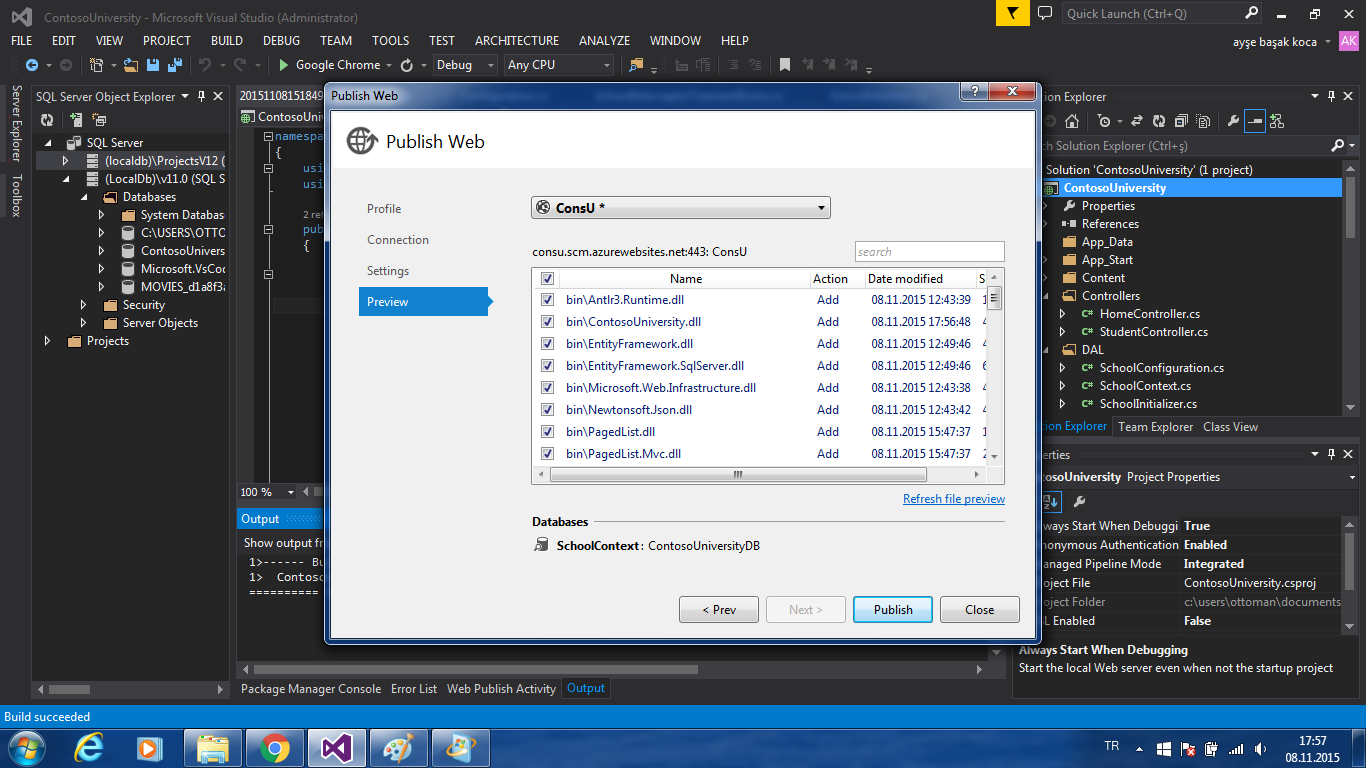 ContosoUniversity - Microsoft Visual Studio (Administrator)
Quick Launch (Ctrl+Q)
FILE EDIT VIEW PROJECT BUILD DEBUG TEAM TOOLS TEST ARCHITECTURE ANALYZE WINDOW HELP
ayşe başak koca AK
Google Chrome Debug Any CPU
Server Explorer
Toolbox
SQL Server Object Explorer
SQL Server
(localdb)\ProjectsV12 (
(LocalDb)\v11.0 (SQL S
Databases
System Databas
C:\USERS\OTTO
ContosoUnivers
Microsoft.VsCoc
MOVIES_d1a8f3a
Security
Server Objects
Projects
20151108151849
ContosoUniv
namespa
{
usi
usi
2 ref
pub
{
100 %
Output
Show output fr
1>------ Bu
1> Contoso
==========
Publish Web
Publish Web
Profile
Connection
Settings
Preview
ConsU *
consu.scm.azurewebsites.net:443: ConsU
search
Name Action Date modified S
bin\Antlr3.Runtime.dll Add 08.11.2015 12:43:39 1
bin\ContosoUniversity.dll Add 08.11.2015 17:56:48 4
bin\EntityFramework.dll Add 08.11.2015 12:49:46 4
bin\EntityFramework.SqlServer.dll Add 08.11.2015 12:49:46 6
bin\Microsoft.Web.Infrastructure.dll Add 08.11.2015 12:43:38 4
bin\Newtonsoft.Json.dll Add 08.11.2015 12:43:42 4
bin\PagedList.dll Add 08.11.2015 15:47:37 1
bin\PagedList.Mvc.dll Add 08.11.2015 15:47:37 2
Refresh file preview
Databases
SchoolContext: ContosoUniversityDB
< Prev Next > Publish Close
tion Explorer
ch Solution Explorer (Ctrl+ş)
Solution 'ContosoUniversity' (1 project)
ContosoUniversity
Properties
References
App_Data
App_Start
Content
Controllers
HomeController.cs
StudentController.cs
DAL
SchoolConfiguration.cs
SchoolContext.cs
SchoolInitializer.cs
tion Explorer Team Explorer Class View
erties
osoUniversity Project Properties
ways Start When Debuggi True
onymous Authentication Enabled
anaged Pipeline Mode Integrated
oject File ContosoUniversity.csproj
oject Folder c:\users\ottoman\documents
L Enabled False
Always Start When Debugging
Start the local Web server even when not the startup project
Package Manager Console Error List Web Publish Activity Output
Build succeeded
TR
17:57
08.11.2015